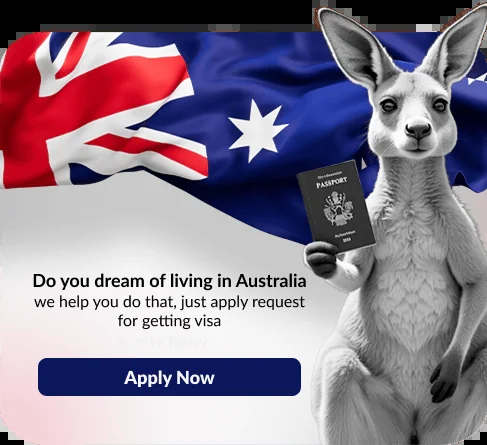 PASSPORT
Do you dream of living in Australia
we help you do that, just apply request
for getting visa
Apply Now